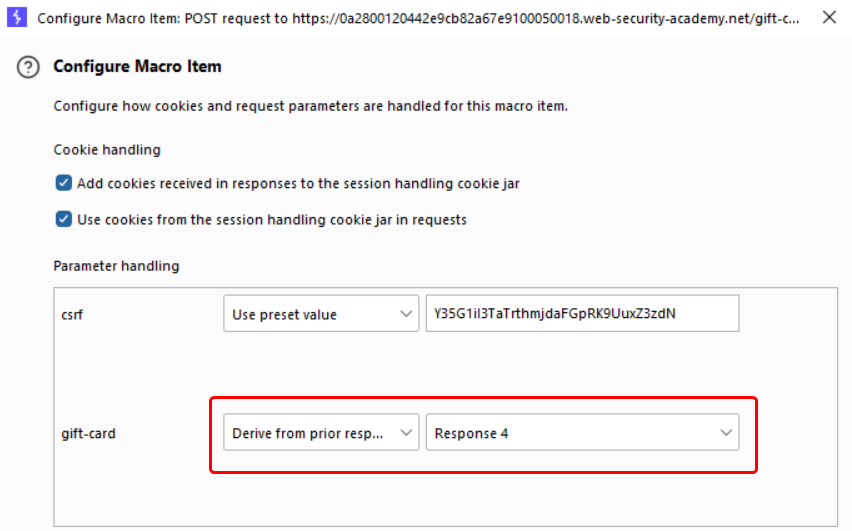 Configure Macro Item: POST request to https://0a2800120442e9cb82a67e9100050018.web-security-academy.net/gift-c...
Configure Macro Item
Configure how cookies and request parameters are handled for this macro item.
Cookie handling
Add cookies received in responses to the session handling cookie jar
Use cookies from the session handling cookie jar in requests
Parameter handling
csrf Use preset value Y35G1iI3TaTrthmjdaFGpRK9UuxZ3zdN
gift-card Derive from prior resp... Response 4